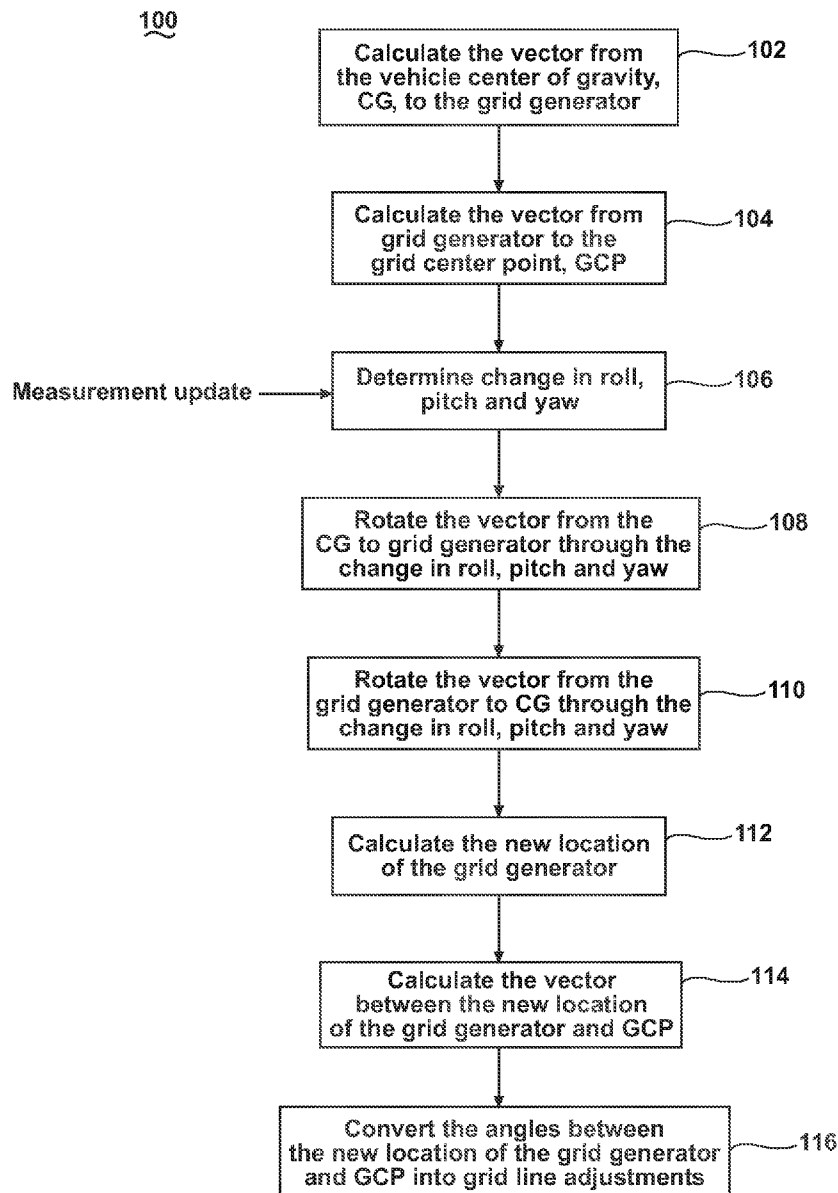 100
Calculate the vector from
the vehicle center of gravity,
CG, to the grid generator
102
Calculate the vector from
grid generator to the
grid center point, GCP
104
Measurement update
Determine change in roll,
pitch and yaw
106
Rotate the vector from the
CG to grid generator through the
change in roll, pitch and yaw
108
Rotate the vector from the
grid generator to CG through the
change in roll, pitch and yaw
110
Calculate the new location
of the grid generator
112
Calculate the vector
between the new location
of the grid generator and GCP
114
Convert the angles between
the new location of the grid generator
and GCP into grid line adjustments
116